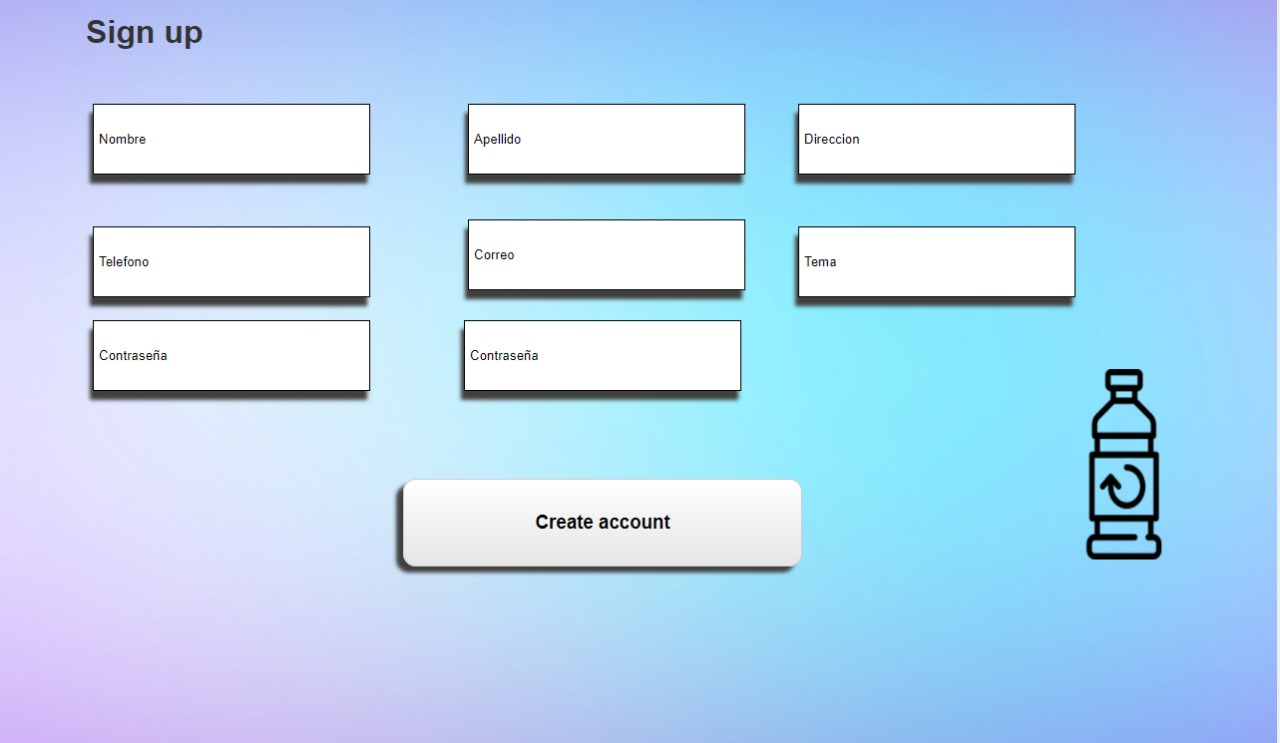 Sign up
Nombre
Apellido
Direccion
Telefono
Correo
Tema
Contraseña
Contraseña
Create account